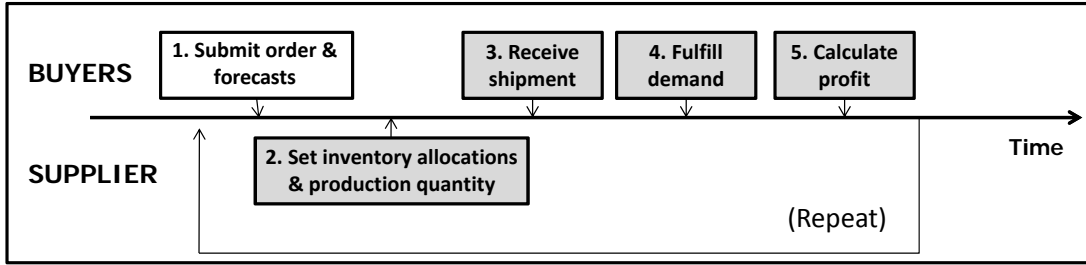 BUYERS
1. Submit order &
forecasts
3. Receive
shipment
4. Fulfill
demand
5. Calculate
profit
Time
SUPPLIER
2. Set inventory allocations
& production quantity
(Repeat)